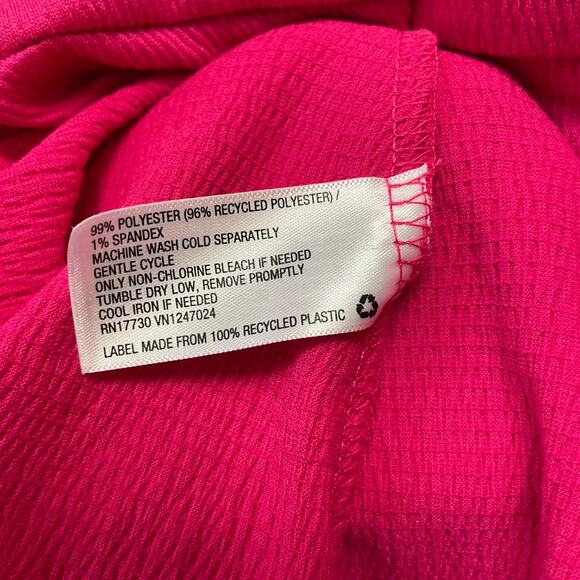 99% POLYESTER (96% RECYCLED POLYESTER) /
1% SPANDEX
MACHINE WASH COLD SEPARATELY
GENTLE CYCLE
ONLY NON-CHLORINE BLEACH IF NEEDED
TUMBLE DRY LOW, REMOVE PROMPTLY
COOL IRON IF NEEDED
RN17730 VN1247024
LABEL MADE FROM 100% RECYCLED PLASTIC